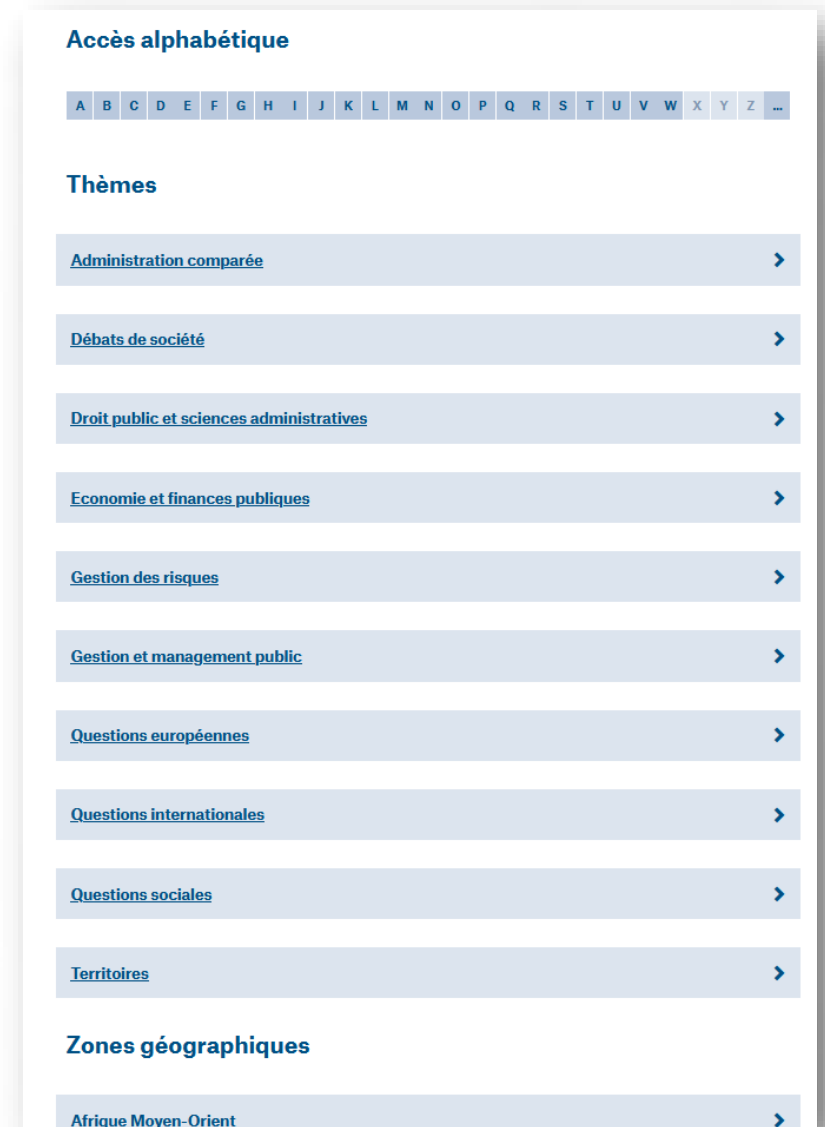 Accès alphabétique
A B C D E F G H I J K L M N O P Q R S T U V W X Y Z ...
Thèmes
Administration comparée
Débats de société
Droit public et sciences administratives
Economie et finances publiques
Gestion des risques
Gestion et management public
Questions européennes
Questions internationales
Questions sociales
Territoires
Zones géographiques
Afrique Moyen-Orient